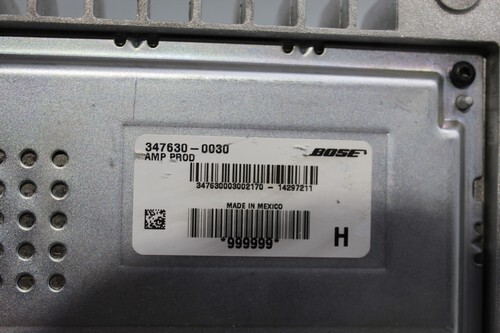 347630-0030
AMP PROD
BOSE
347630003002170 - 14297211
MADE IN MEXICO
*999999*
H